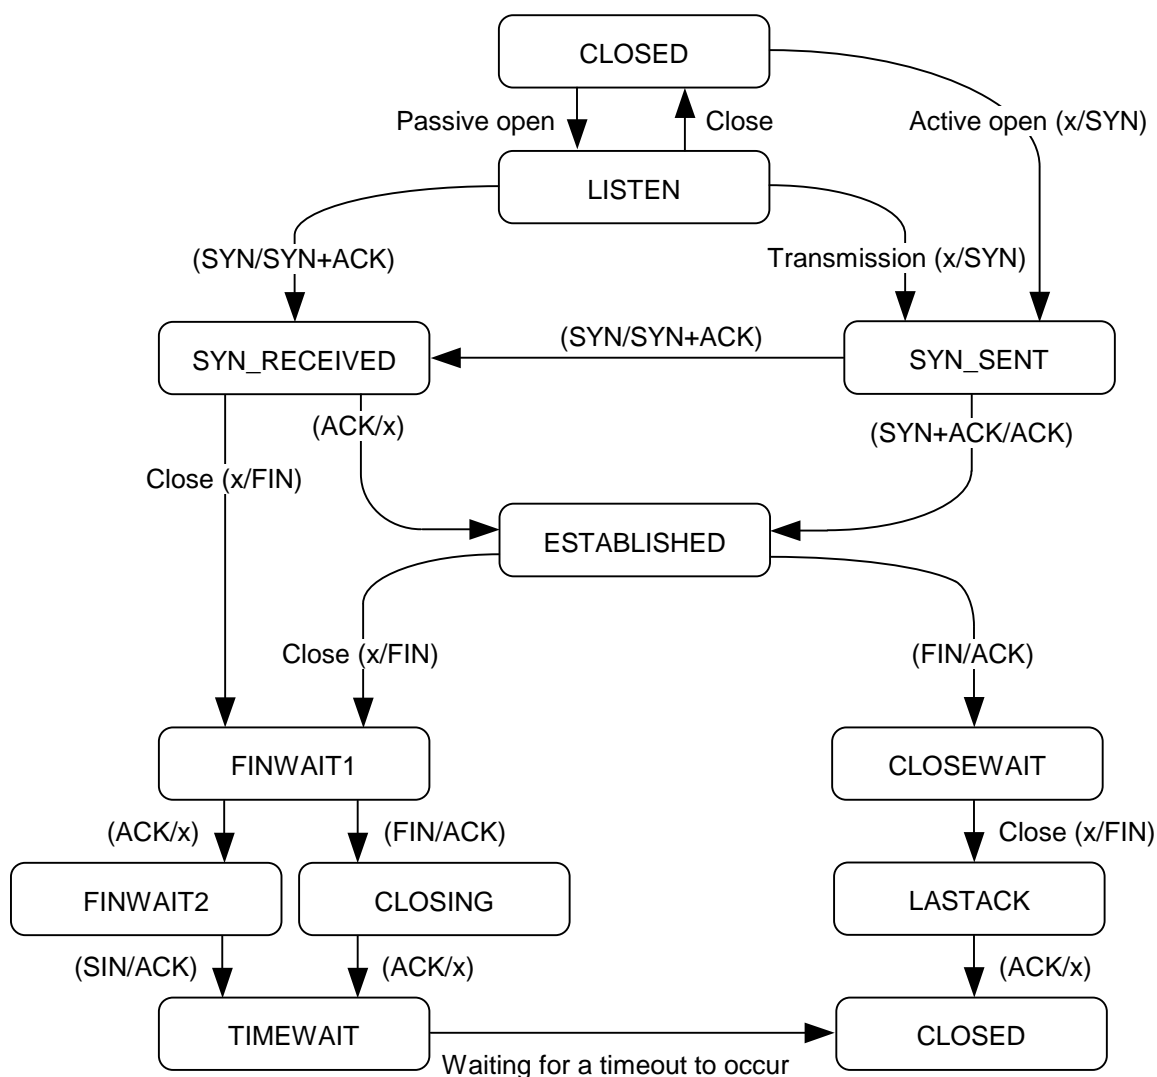 CLOSED
Passive open
Close
Active open (x/SYN)
LISTEN
(SYN/SYN+ACK)
Transmission (x/SYN)
(SYN/SYN+ACK)
SYN_RECEIVED
SYN_SENT
(ACK/x)
(SYN+ACK/ACK)
Close (x/FIN)
ESTABLISHED
Close (x/FIN)
(FIN/ACK)
FINWAIT1
CLOSEWAIT
(ACK/x)
(FIN/ACK)
Close (x/FIN)
FINWAIT2
CLOSING
LASTACK
(SIN/ACK)
(ACK/x)
(ACK/x)
TIMEWAIT
CLOSED
Waiting for a timeout to occur